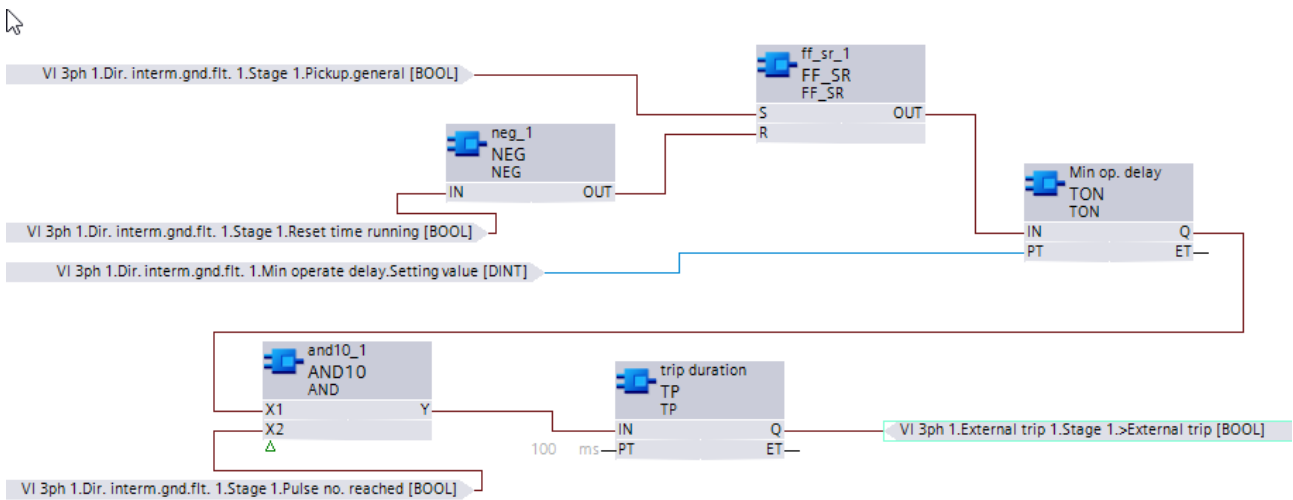 ff_sr_1
FF_SR
FF_SR
VI 3ph 1.Dir. interm.gnd.flt. 1.Stage 1.Pickup.general [BOOL]
S OUT
R
neg_1
NEG
NEG
IN OUT
Min op. delay
TON
TON
VI 3ph 1.Dir. interm.gnd.flt. 1.Stage 1.Reset time running [BOOL]
IN Q
PT ET
VI 3ph 1.Dir. interm.gnd.flt. 1.Min operate delay.Setting value [DINT]
and10_1
AND10
AND
X1 Y
X2
trip duration
TP
TP
IN Q
100 ms PT ET
VI 3ph 1.External trip 1.Stage 1.>External trip [BOOL]
VI 3ph 1.Dir. interm.gnd.flt. 1.Stage 1.Pulse no. reached [BOOL]